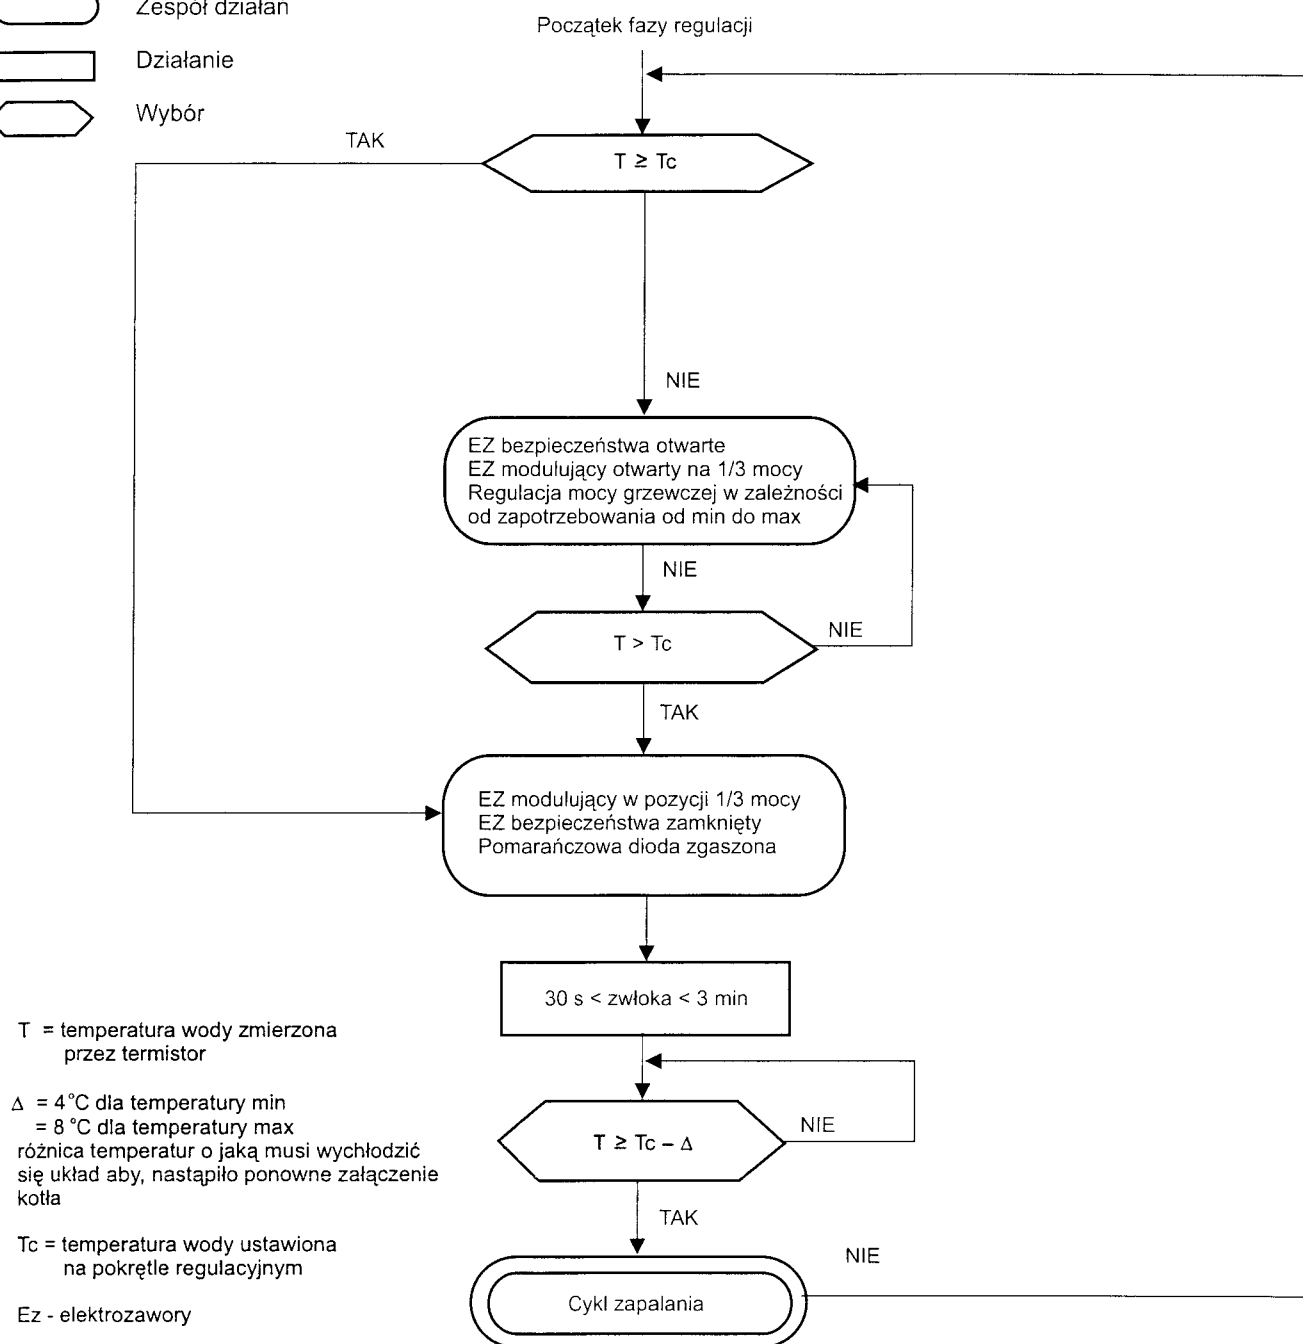 Zespół działań
Działanie
Wybór
Początek fazy regulacji
TAK
T ≥ Tc
NIE
EZ bezpieczeństwa otwarte
EZ modulujący otwarty na 1/3 mocy
Regulacja mocy grzewczej w zależności
od zapotrzebowania od min do max
NIE
T > Tc
NIE
TAK
EZ modulujący w pozycji 1/3 mocy
EZ bezpieczeństwa zamknięty
Pomarańczowa dioda zgaszona
30 s < zwłoka < 3 min
T ≥ Tc – Δ
NIE
TAK
NIE
Cykl zapalania
T = temperatura wody zmierzona
przez termistor
Δ = 4°C dla temperatury min
= 8 °C dla temperatury max
różnica temperatur o jaką musi wychłodzić
się układ aby, nastąpiło ponowne załączenie
kotła
Tc = temperatura wody ustawiona
na pokrętle regulacyjnym
Ez - elektrozawory